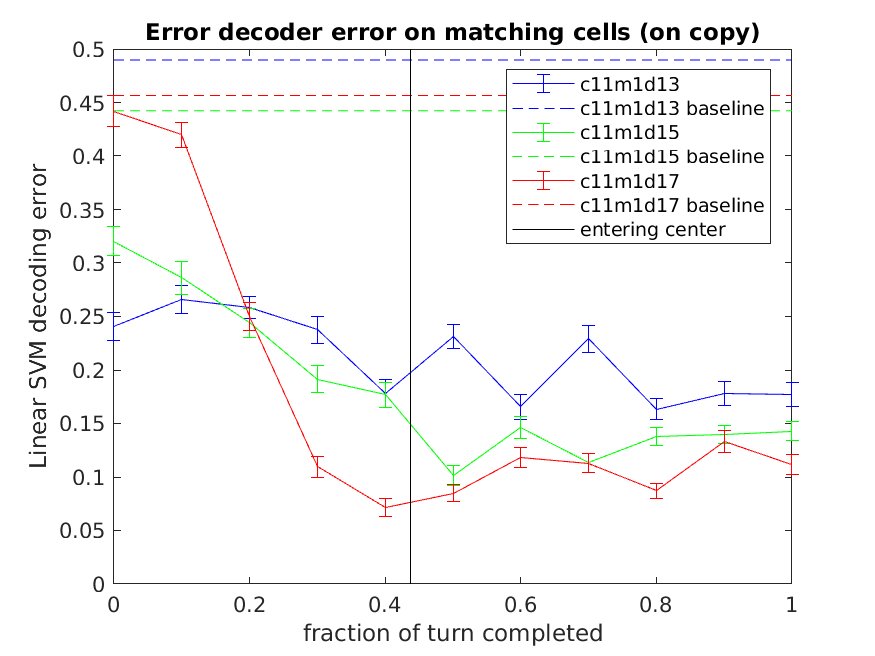 Error decoder error on matching cells (on copy)
Linear SVM decoding error
0.5
0.45
0.4
0.35
0.3
0.25
0.2
0.15
0.1
0.05
0
c11m1d13
c11m1d13 baseline
c11m1d15
c11m1d15 baseline
c11m1d17
c11m1d17 baseline
entering center
0 0.2 0.4 0.6 0.8 1
fraction of turn completed